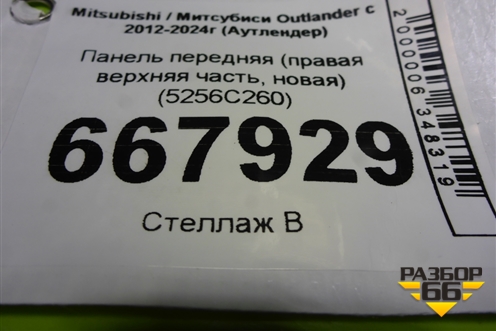 Mitsubishi / Митсубиси Outlander с
2012-2024г (Аутлендер)
Панель передняя (правая
верхняя часть, новая)
(5256C260)
667929
Стеллаж В
2000006348319
РАЗБОР
66